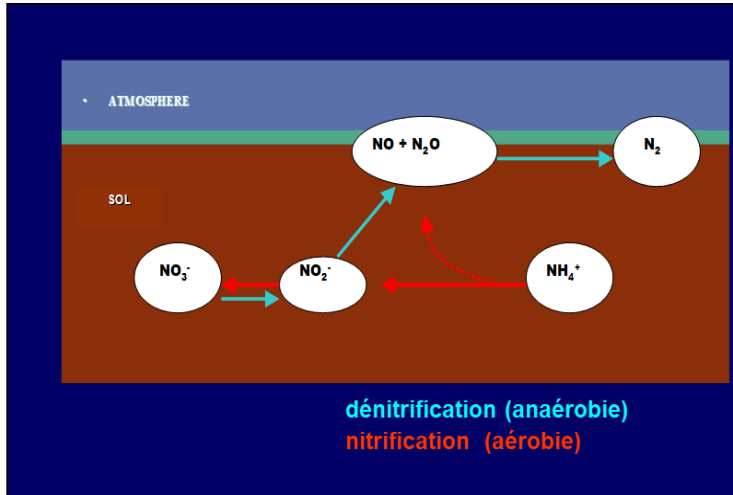 • ATMOSPHERE
NO + N₂O
N₂
SOL
NO₃⁻
NO₂⁻
NH₄⁺
dénitrification (anaérobie)
nitrification (aérobie)